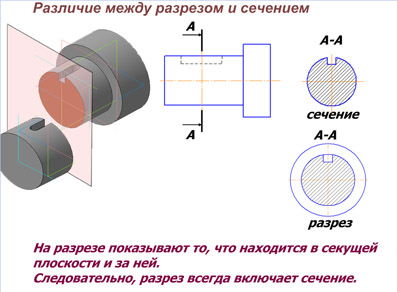 Различие между разрезом и сечением
А
А-А
сечение
А
А-А
разрез
На разрезе показывают то, что находится в секущей
плоскости и за ней.
Следовательно, разрез всегда включает сечение.